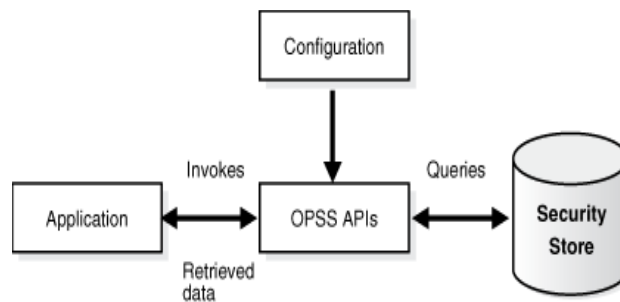 Configuration
Invokes
Queries
Application
OPSS APIs
Security
Store
Retrieved
data